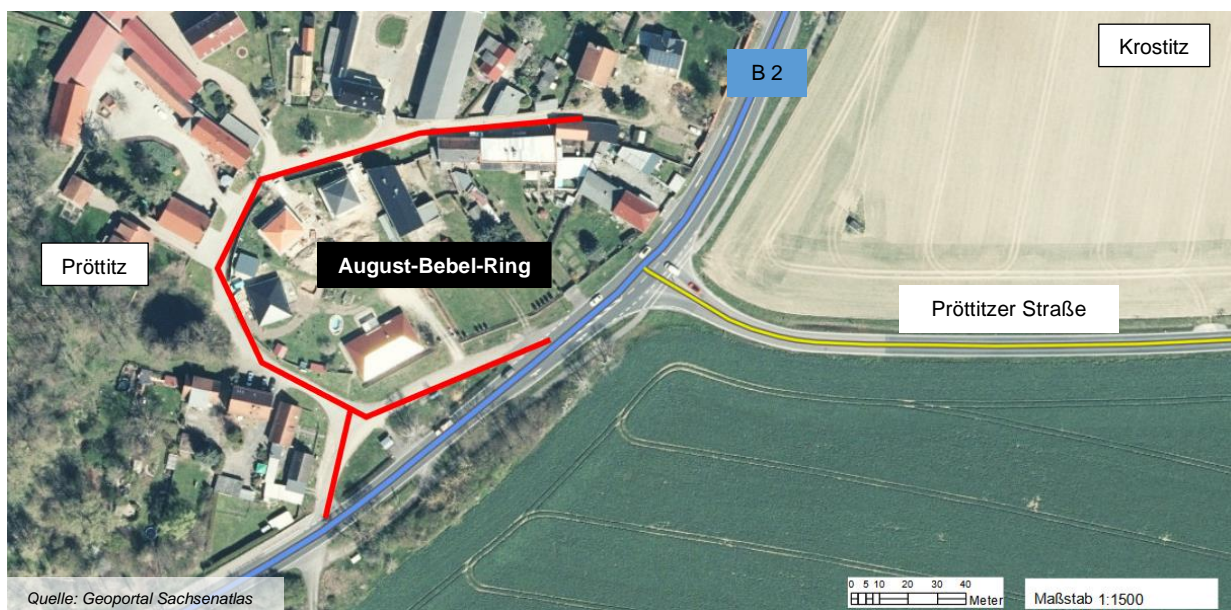 Krostitz
B 2
Pröttitz
August-Bebel-Ring
Pröttitzer Straße
Quelle: Geoportal Sachsenatlas
0 5 10 20 30 40
Meter
Maßstab 1:1500